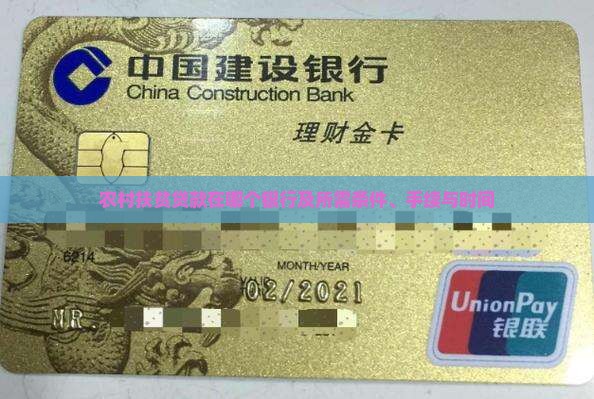 中国建设银行
China Construction Bank
理财金卡
农村扶贫贷款在哪个银行及所需条件、手续与时间
6214
MONTH/YEAR
02/2021
MR.
UnionPay
银联